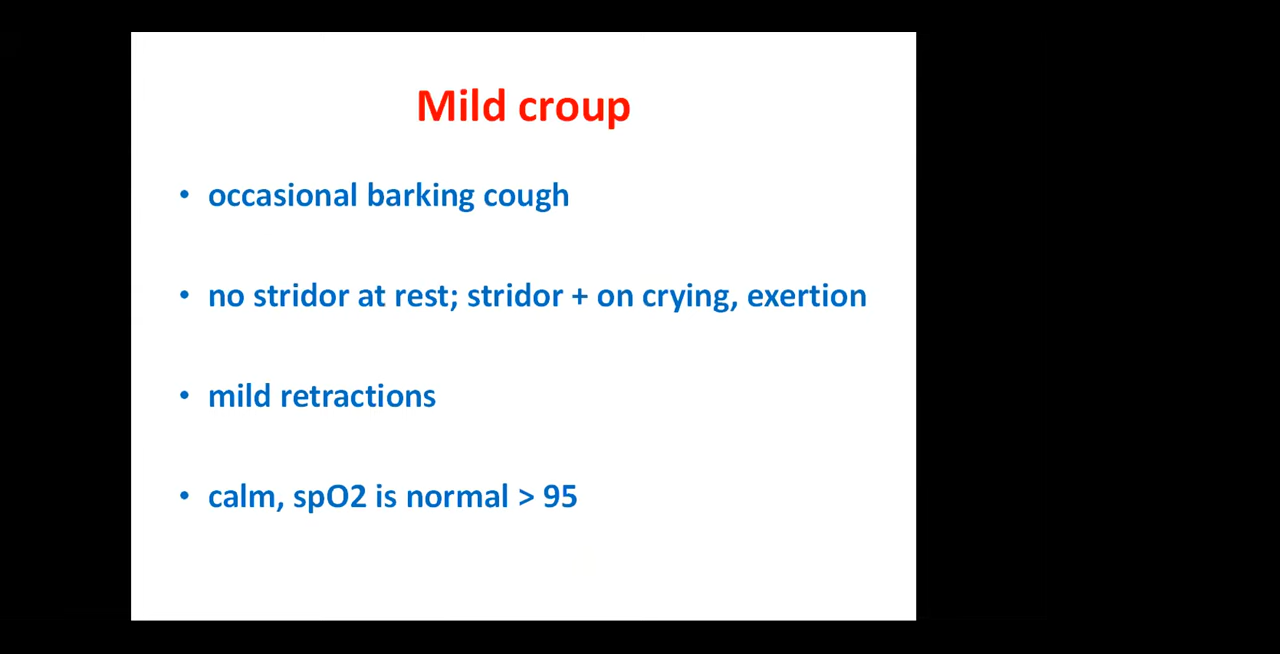 Mild croup
• occasional barking cough
• no stridor at rest; stridor + on crying, exertion
• mild retractions
• calm, spO2 is normal > 95